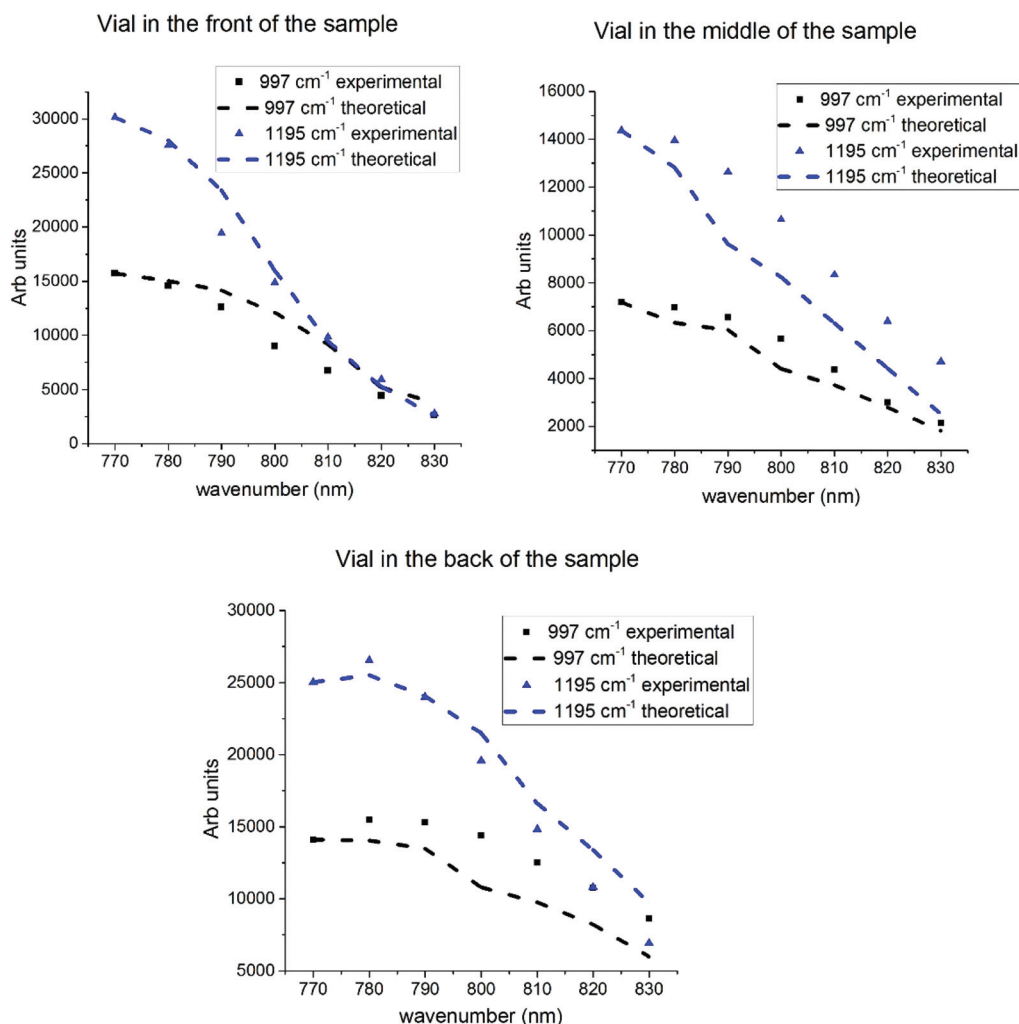 Vial in the front of the sample
997 cm⁻¹ experimental
997 cm⁻¹ theoretical
1195 cm⁻¹ experimental
1195 cm⁻¹ theoretical
30000
25000
20000
15000
10000
5000
0
Arb units
770 780 790 800 810 820 830
wavenumber (nm)
Vial in the middle of the sample
997 cm⁻¹ experimental
997 cm⁻¹ theoretical
1195 cm⁻¹ experimental
1195 cm⁻¹ theoretical
16000
14000
12000
10000
8000
6000
4000
2000
Arb units
770 780 790 800 810 820 830
wavenumber (nm)
Vial in the back of the sample
997 cm⁻¹ experimental
997 cm⁻¹ theoretical
1195 cm⁻¹ experimental
1195 cm⁻¹ theoretical
30000
25000
20000
15000
10000
5000
Arb units
770 780 790 800 810 820 830
wavenumber (nm)